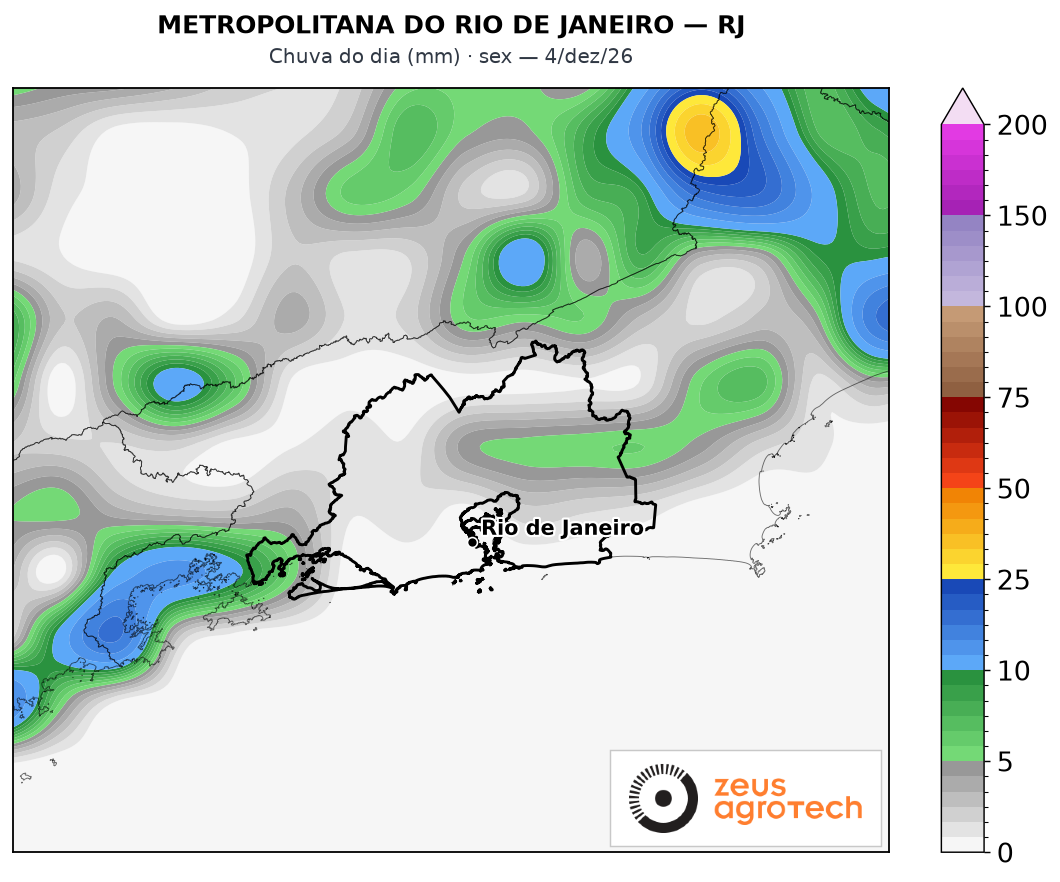 METROPOLITANA DO RIO DE JANEIRO — RJ
Chuva do dia (mm) · sex — 4/dez/26
200
150
100
75
50
25
10
5
0
Rio de Janeiro
zeus
agrotech